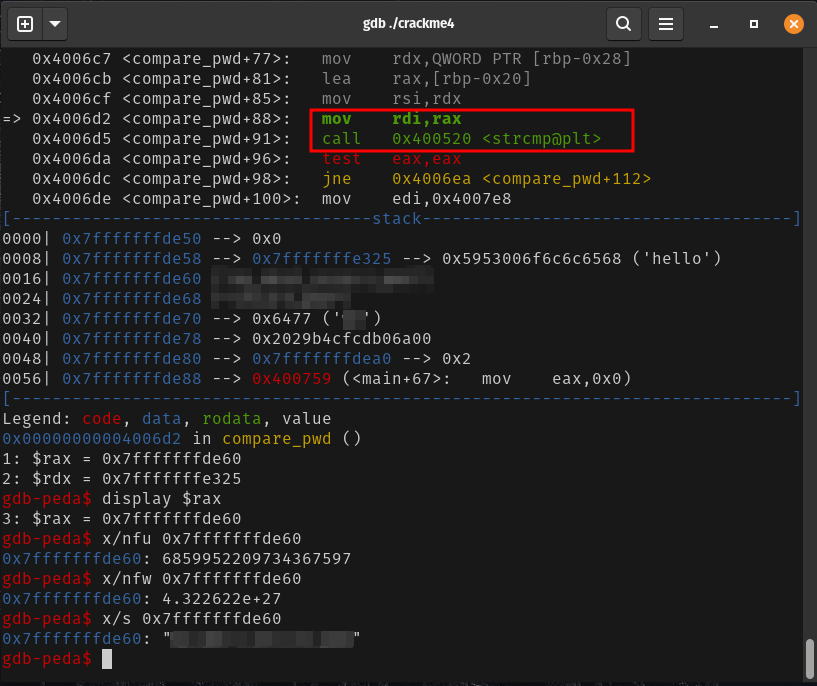 gdb ./crackme4
0x4006c7 <compare_pwd+77>: mov rdx,QWORD PTR [rbp-0x28]
0x4006cb <compare_pwd+81>: lea rax,[rbp-0x20]
0x4006cf <compare_pwd+85>: mov rsi,rdx
=> 0x4006d2 <compare_pwd+88>: mov rdi,rax
0x4006d5 <compare_pwd+91>: call 0x400520 <strcmp@plt>
0x4006da <compare_pwd+96>: test eax,eax
0x4006dc <compare_pwd+98>: jne 0x4006ea <compare_pwd+112>
0x4006de <compare_pwd+100>: mov edi,0x4007e8
[------------------------------------stack-------------------------------------]
0000| 0x7fffffffde50 --> 0x0
0008| 0x7fffffffde58 --> 0x7fffffffe325 --> 0x5953006f6c6c6568 ('hello')
0016| 0x7fffffffde60
0024| 0x7fffffffde68
0032| 0x7fffffffde70 --> 0x6477 ('')
0040| 0x7fffffffde78 --> 0x2029b4cfcdb06a00
0048| 0x7fffffffde80 --> 0x7fffffffdea0 --> 0x2
0056| 0x7fffffffde88 --> 0x400759 (<main+67>: mov eax,0x0)
[------------------------------------------------------------------------------]
Legend: code, data, rodata, value
0x00000000004006d2 in compare_pwd ()
1: $rax = 0x7fffffffde60
2: $rdx = 0x7fffffffe325
gdb-peda$ display $rax
3: $rax = 0x7fffffffde60
gdb-peda$ x/nfu 0x7fffffffde60
0x7fffffffde60: 6859952209734367597
gdb-peda$ x/nfw 0x7fffffffde60
0x7fffffffde60: 4.322622e+27
gdb-peda$ x/s 0x7fffffffde60
0x7fffffffde60: ""
gdb-peda$